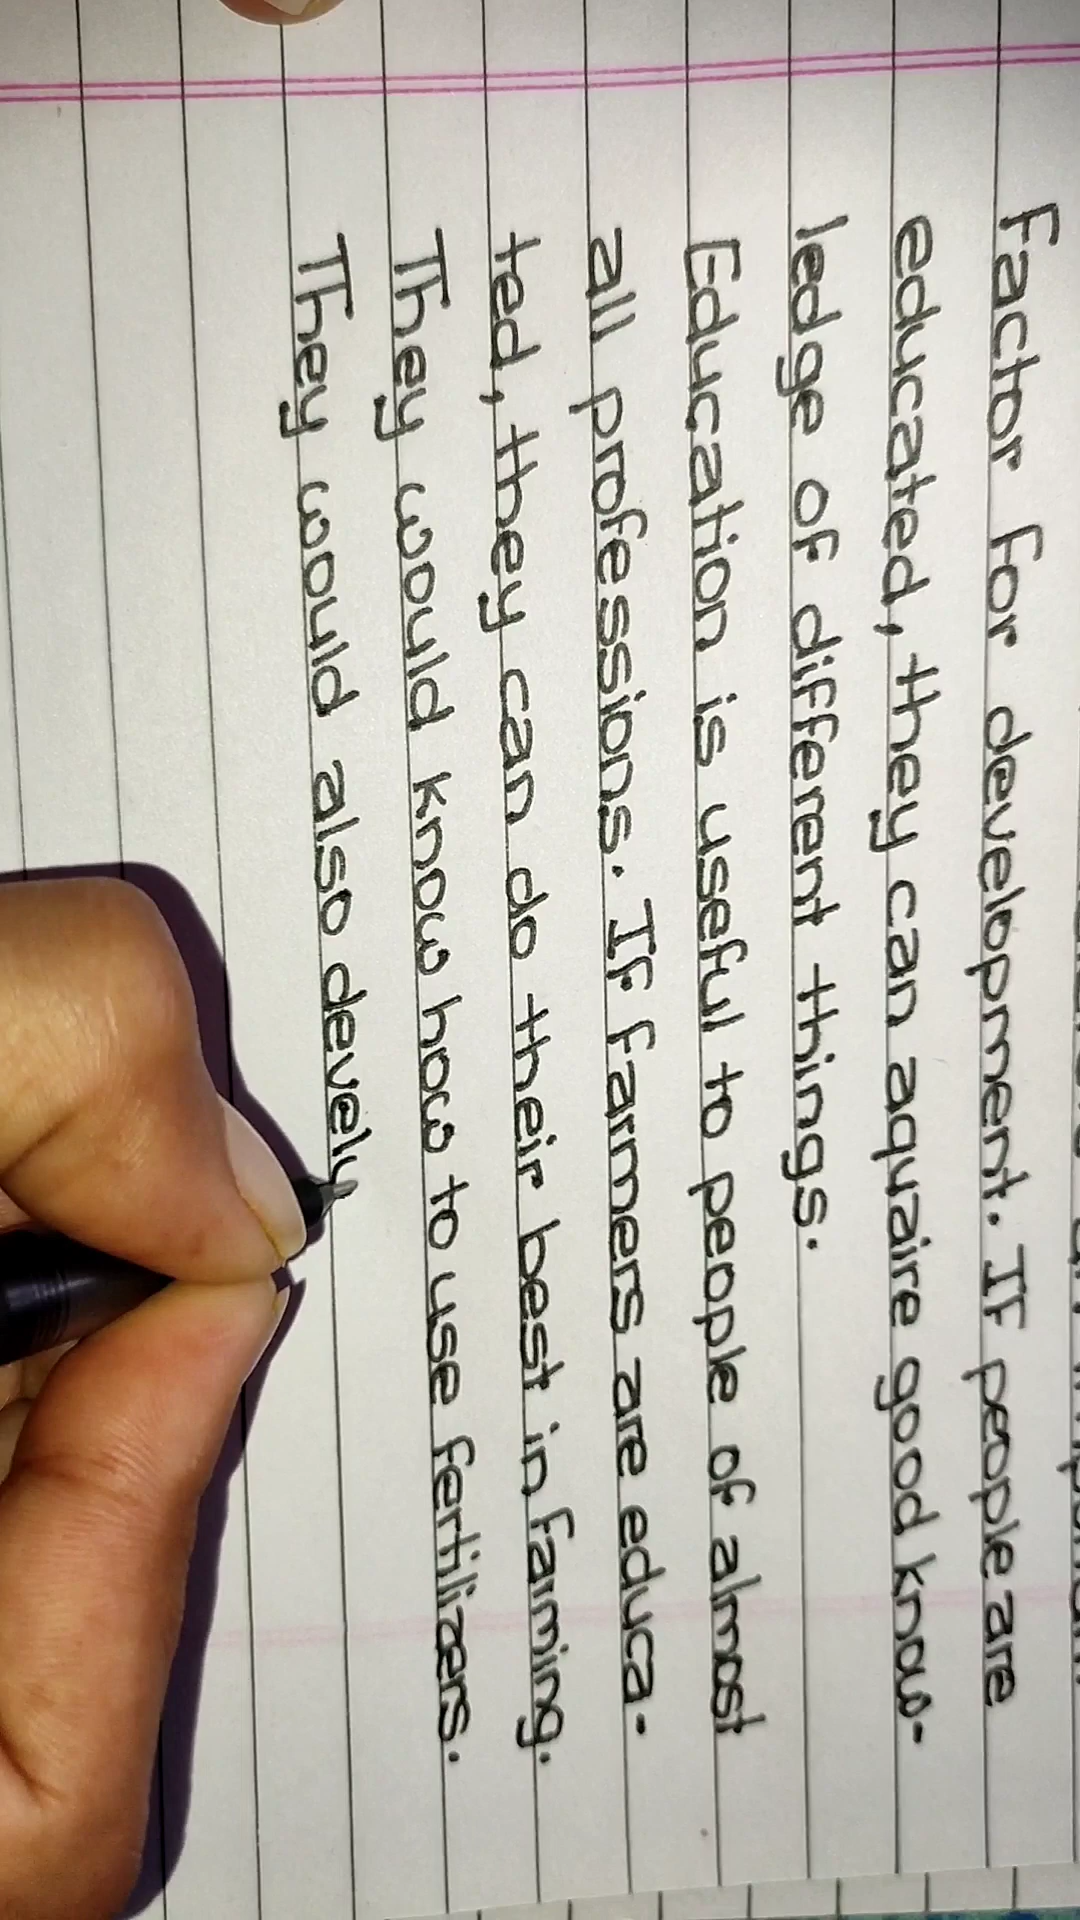 Factor for development. If people are
educated, they can aquaire good know-
ledge of different things.
Education is useful to people of almost
all professions. If farmers are educa-
ted, they can do their best in farming.
They would know how to use fertilizers.
They would also develp